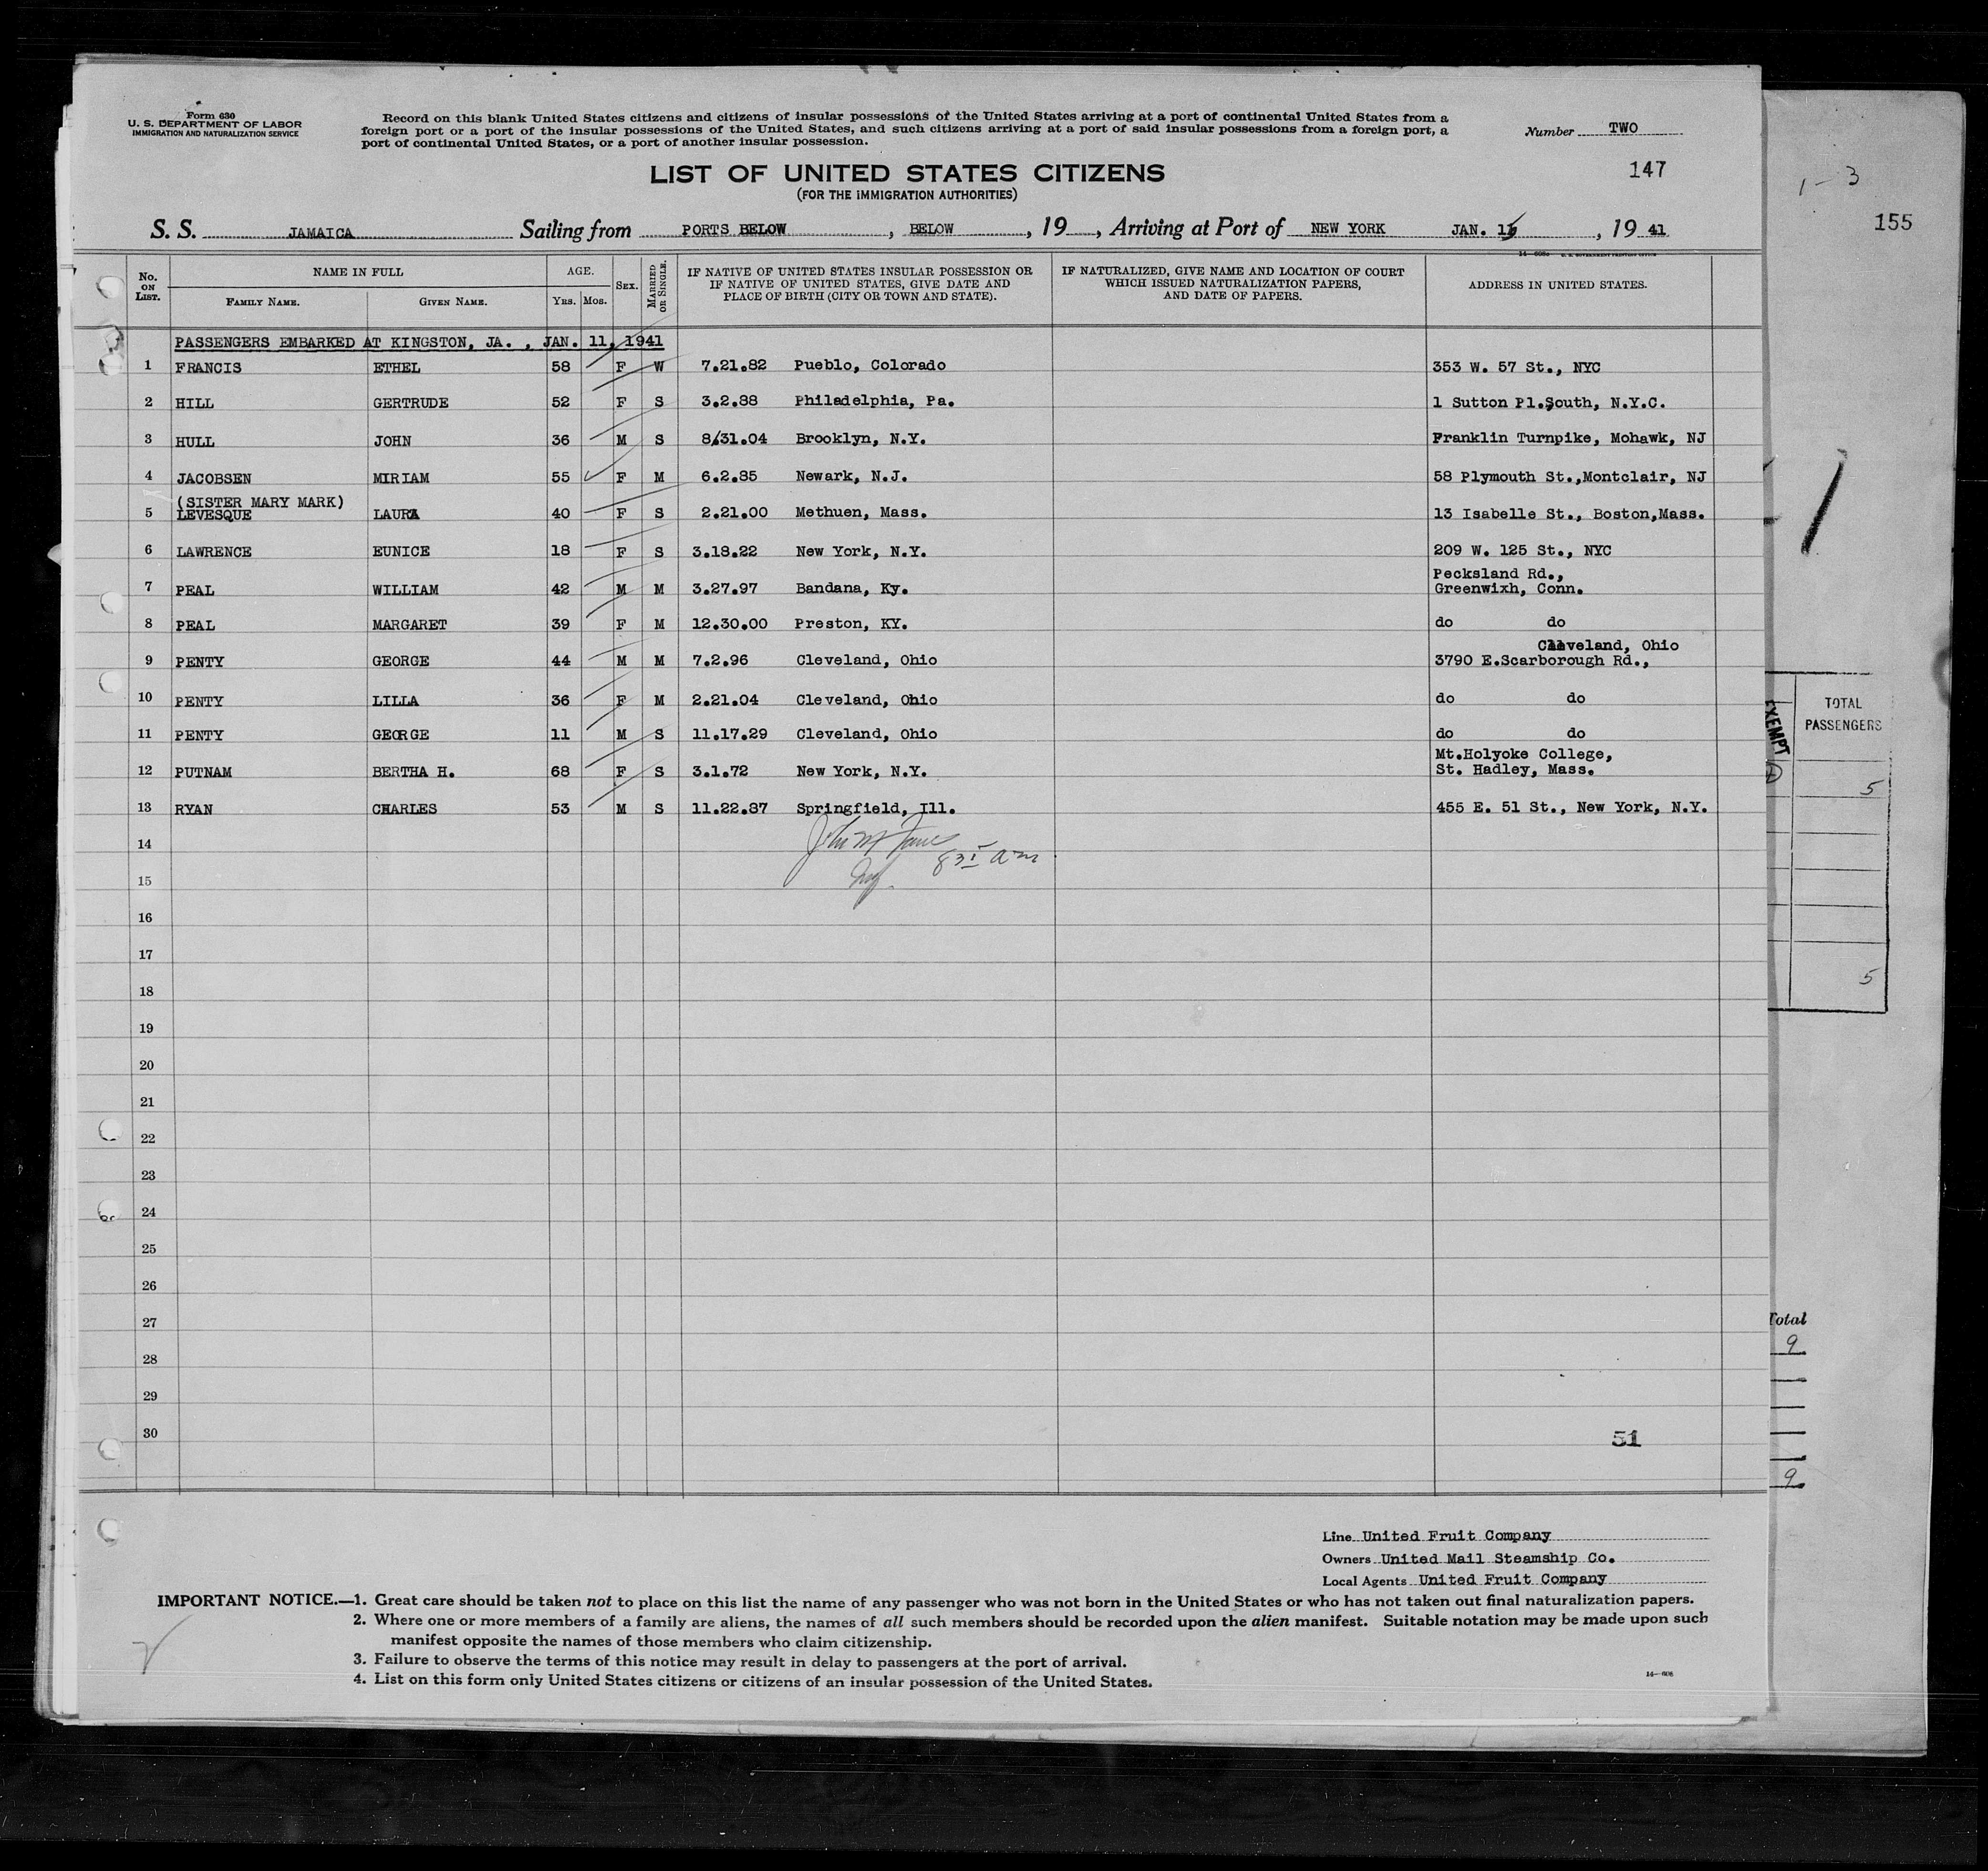 Form 630
U. S. DEPARTMENT OF LABOR
IMMIGRATION AND NATURALIZATION SERVICE
Record on this blank United States citizens and citizens of insular possessions of the United States arriving at a port of continental United States from a
foreign port or a port of the insular possessions of the United States, and such citizens arriving at a port of said insular possessions from a foreign port, a
port of continental United States, or a port of another insular possession.
Number TWO
147
LIST OF UNITED STATES CITIZENS
(FOR THE IMMIGRATION AUTHORITIES)
S. S. JAMAICA Sailing from PORTS BELOW, BELOW, 19 , Arriving at Port of NEW YORK JAN. , 19 41
No. ON LIST. NAME IN FULL AGE. SEX. MARRIED OR SINGLE. IF NATIVE OF UNITED STATES INSULAR POSSESSION OR IF NATIVE OF UNITED STATES, GIVE DATE AND PLACE OF BIRTH (CITY OR TOWN AND STATE). IF NATURALIZED, GIVE NAME AND LOCATION OF COURT WHICH ISSUED NATURALIZATION PAPERS, AND DATE OF PAPERS. ADDRESS IN UNITED STATES.
FAMILY NAME. GIVEN NAME. YRS. MOS.
PASSENGERS EMBARKED AT KINGSTON, JA. , JAN. 11, 1941
1 FRANCIS ETHEL 58 F W 7.21.82 Pueblo, Colorado 353 W. 57 St., NYC
2 HILL GERTRUDE 52 F S 3.2.88 Philadelphia, Pa. 1 Sutton Pl.South, N.Y.C.
3 HULL JOHN 36 M S 8/31.04 Brooklyn, N.Y. Franklin Turnpike, Mohawk, NJ
4 JACOBSEN MIRIAM 55 F M 6.2.85 Newark, N.J. 58 Plymouth St.,Montclair, NJ
(SISTER MARY MARK)
5 LEVESQUE LAURA 40 F S 2.21.00 Methuen, Mass. 13 Isabelle St., Boston,Mass.
6 LAWRENCE EUNICE 18 F S 3.18.22 New York, N.Y. 209 W. 125 St., NYC
Pecksland Rd.,
7 PEAL WILLIAM 42 M M 3.27.97 Bandana, Ky. Greenwixh, Conn.
8 PEAL MARGARET 39 F M 12.30.00 Preston, KY. do do
Cleveland, Ohio
9 PENTY GEORGE 44 M M 7.2.96 Cleveland, Ohio 3790 E.Scarborough Rd.,
10 PENTY LILLA 36 F M 2.21.04 Cleveland, Ohio do do
11 PENTY GEORGE 11 M S 11.17.29 Cleveland, Ohio do do
Mt.Holyoke College,
12 PUTNAM BERTHA H. 68 F S 3.1.72 New York, N.Y. St. Hadley, Mass.
13 RYAN CHARLES 53 M S 11.22.87 Springfield, Ill. 455 E. 51 St., New York, N.Y.
14
15
16
17
18
19
20
21
22
23
24
25
26
27
28
29
30
51
Line United Fruit Company
Owners United Mail Steamship Co.
Local Agents United Fruit Company
IMPORTANT NOTICE.—1. Great care should be taken not to place on this list the name of any passenger who was not born in the United States or who has not taken out final naturalization papers.
2. Where one or more members of a family are aliens, the names of all such members should be recorded upon the alien manifest. Suitable notation may be made upon such
manifest opposite the names of those members who claim citizenship.
3. Failure to observe the terms of this notice may result in delay to passengers at the port of arrival.
4. List on this form only United States citizens or citizens of an insular possession of the United States.
1-3
155
EXEMPT
TOTAL
PASSENGERS
5
5
Total
9
9